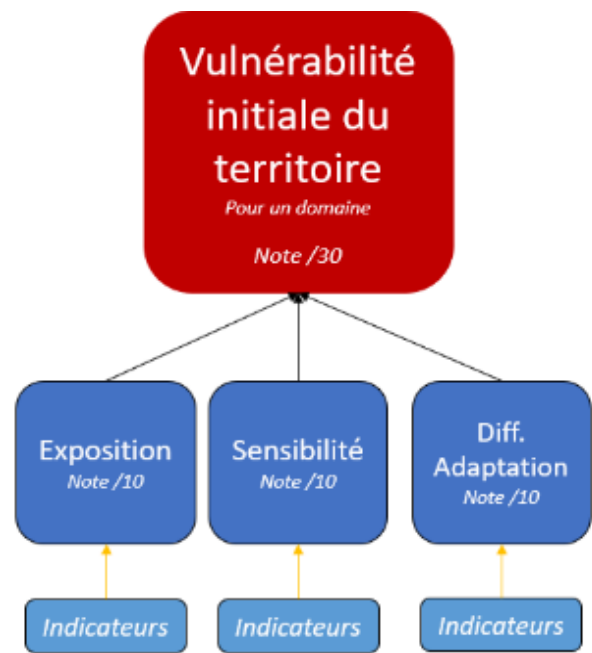 Vulnérabilité
initiale du
territoire
Pour un domaine
Note /30
Exposition
Note /10
Sensibilité
Note /10
Diff.
Adaptation
Note /10
Indicateurs
Indicateurs
Indicateurs